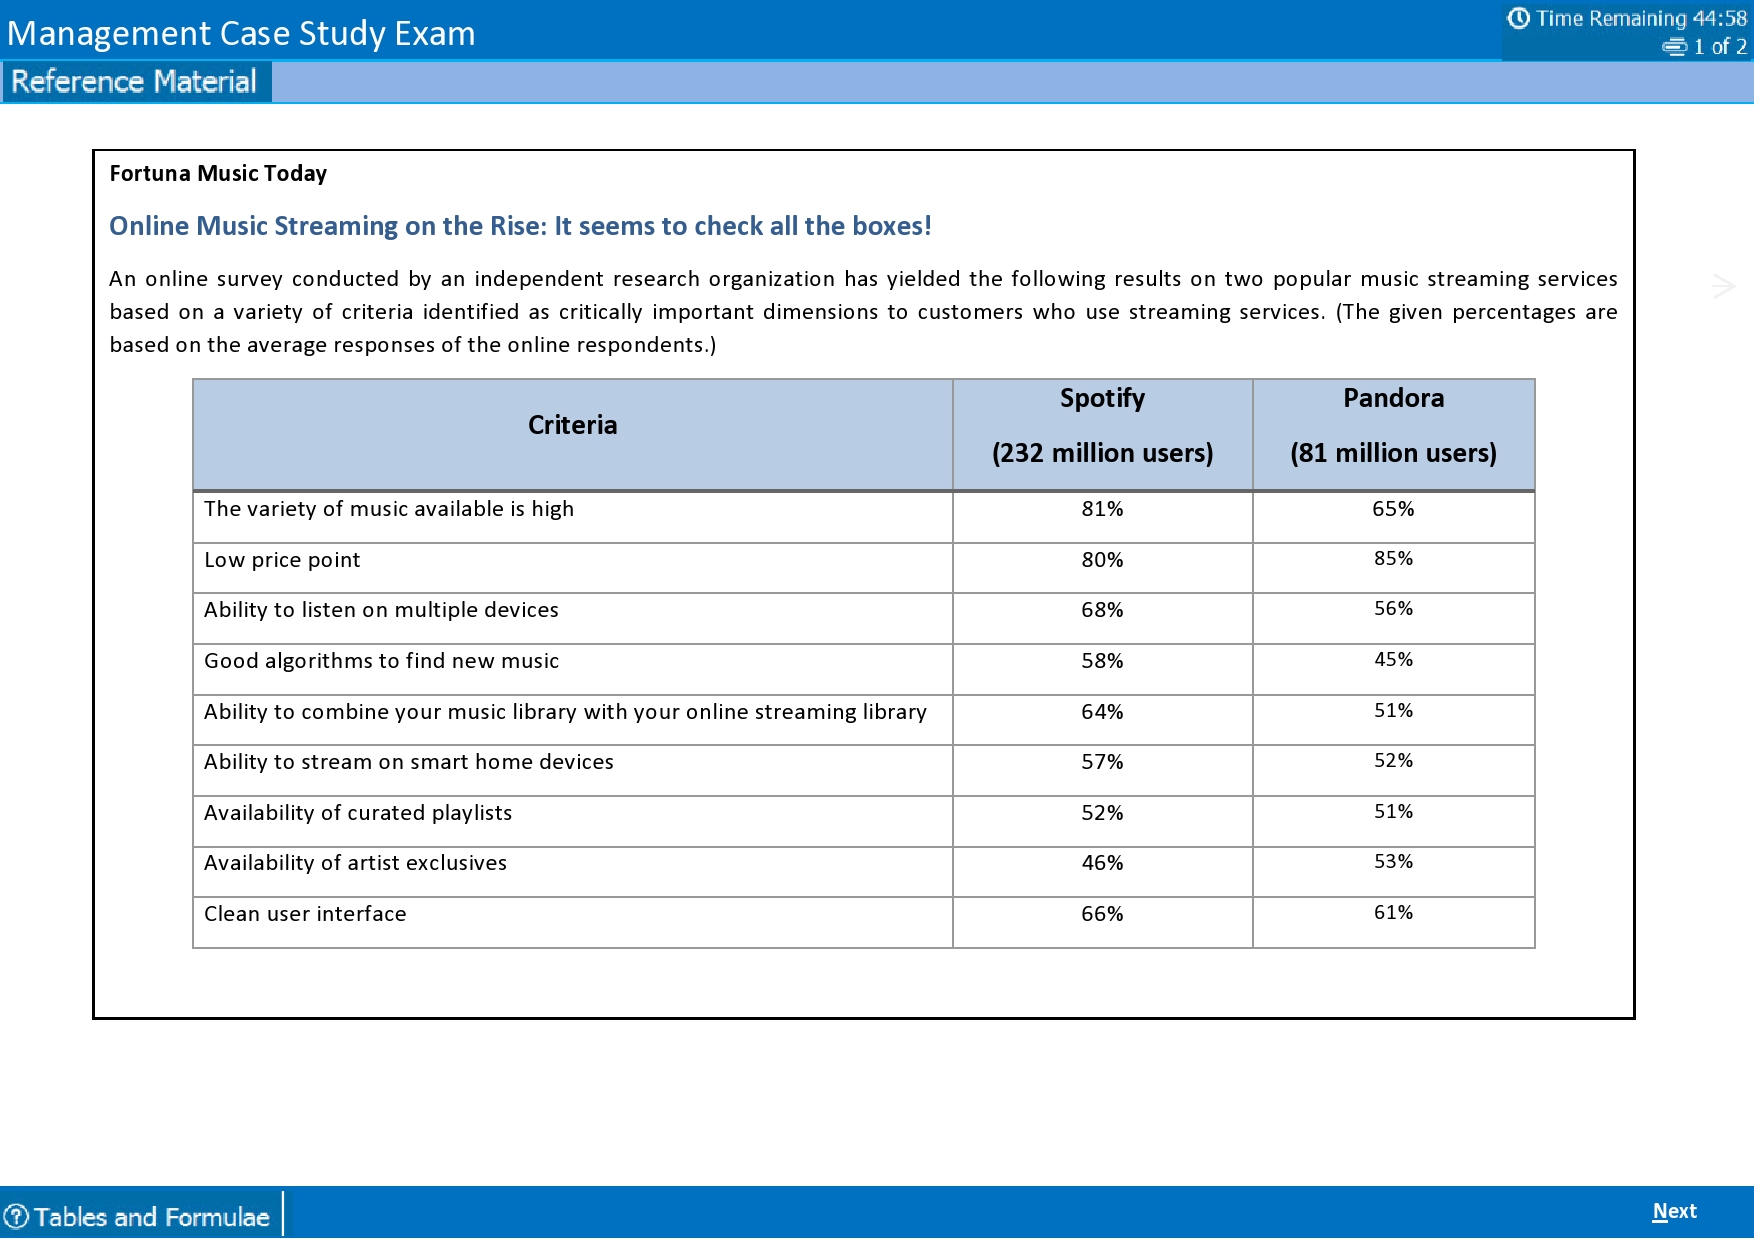 Management Case Study Exam
Time Remaining 44:58
1 of 2
Reference Material
Fortuna Music Today
Online Music Streaming on the Rise: It seems to check all the boxes!
An online survey conducted by an independent research organization has yielded the following results on two popular music streaming services
based on a variety of criteria identified as critically important dimensions to customers who use streaming services. (The given percentages are
based on the average responses of the online respondents.)
Criteria
Spotify
(232 million users)
Pandora
(81 million users)
The variety of music available is high 81% 65%
Low price point 80% 85%
Ability to listen on multiple devices 68% 56%
Good algorithms to find new music 58% 45%
Ability to combine your music library with your online streaming library 64% 51%
Ability to stream on smart home devices 57% 52%
Availability of curated playlists 52% 51%
Availability of artist exclusives 46% 53%
Clean user interface 66% 61%
Tables and Formulae
Next